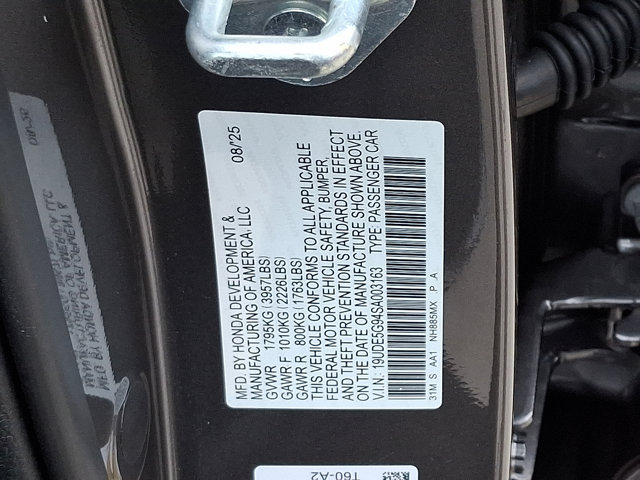 MFD. BY HONDA DEVELOPMENT &
MANUFACTURING OF AMERICA, LLC
08/25
GVWR 1795KG (3957LBS)
GAWR F 1010KG (2226LBS)
GAWR R 800KG (1763LBS)
THIS VEHICLE CONFORMS TO ALL APPLICABLE
FEDERAL MOTOR VEHICLE SAFETY, BUMPER,
AND THEFT PREVENTION STANDARDS IN EFFECT
ON THE DATE OF MANUFACTURE SHOWN ABOVE.
V.I.N.: 19UDE5G94SA003163 TYPE: PASSENGER CAR
31M S AA1 NH885MX P A
T60-A2